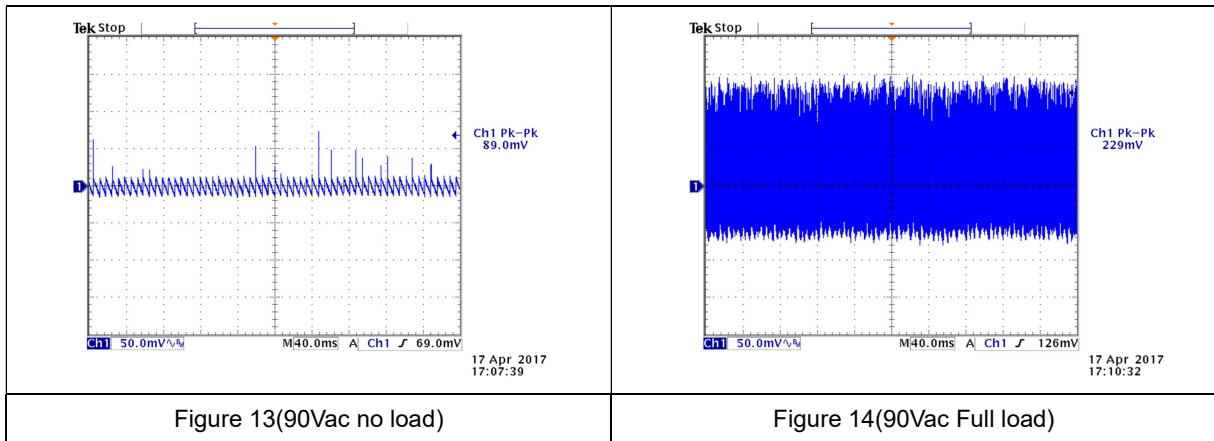 Tek Stop
1
Ch1 Pk-Pk
89.0mV
Ch1 50.0mV∿ M 40.0ms A Ch1 ƒ 69.0mV
17 Apr 2017
17:07:39
Figure 13(90Vac no load)
Tek Stop
1
Ch1 Pk-Pk
229mV
Ch1 50.0mV∿ M 40.0ms A Ch1 ƒ 126mV
17 Apr 2017
17:10:32
Figure 14(90Vac Full load)